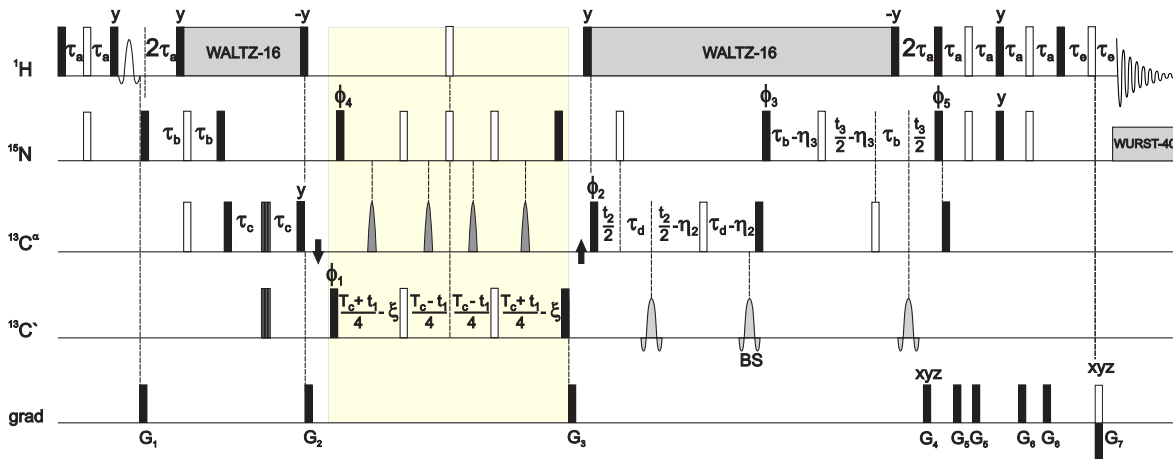 y y -y y -y y
¹H τa τa 2τa WALTZ-16 WALTZ-16 2τa τa τa τa τa τe τe
ϕ4 ϕ3 ϕ5 y
¹⁵N τb τb τb-η3 t3/2-η3 τb t3/2 WURST-40
y ϕ2
¹³Cα τc τc t2/2 τd t2/2-η2 τd-η2
ϕ1
¹³C` Tc+t1/4-ξ Tc-t1/4 Tc-t1/4 Tc+t1/4-ξ
BS
xyz xyz
grad
G1 G2 G3 G4 G5 G5 G6 G6 G7